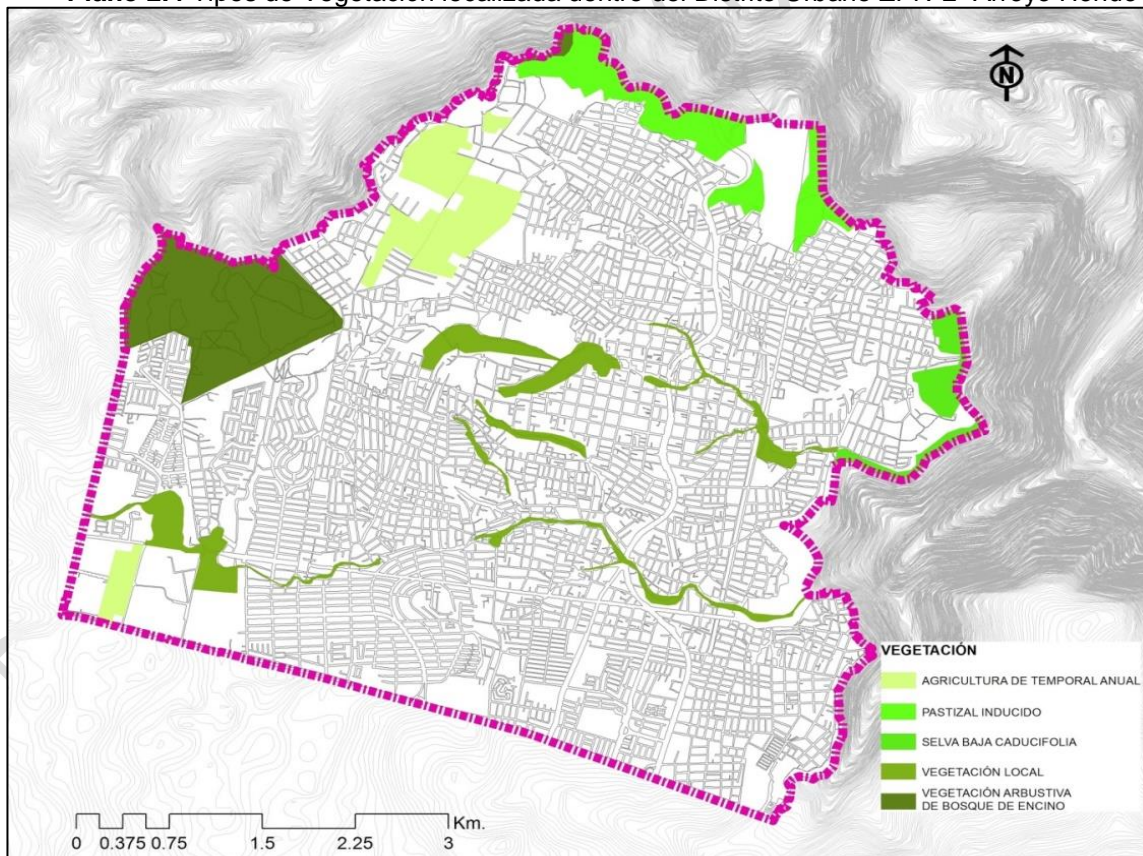 N
VEGETACIÓN
AGRICULTURA DE TEMPORAL ANUAL
PASTIZAL INDUCIDO
SELVA BAJA CADUCIFOLIA
VEGETACIÓN LOCAL
VEGETACIÓN ARBUSTIVA
DE BOSQUE DE ENCINO
Km.
0 0.375 0.75 1.5 2.25 3